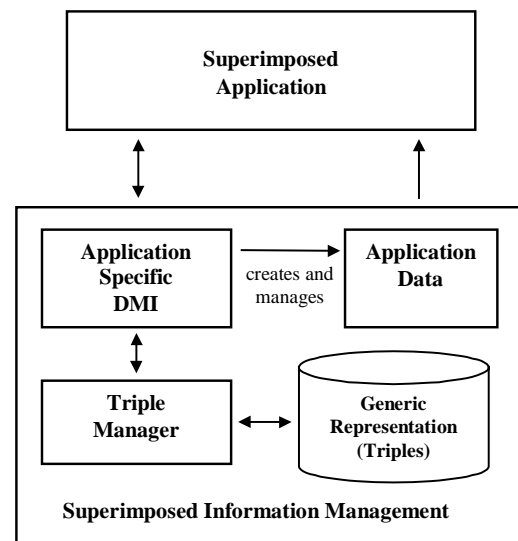 Superimposed
Application
Application
Specific
DMI
creates and
manages
Application
Data
Triple
Manager
Generic
Representation
(Triples)
Superimposed Information Management